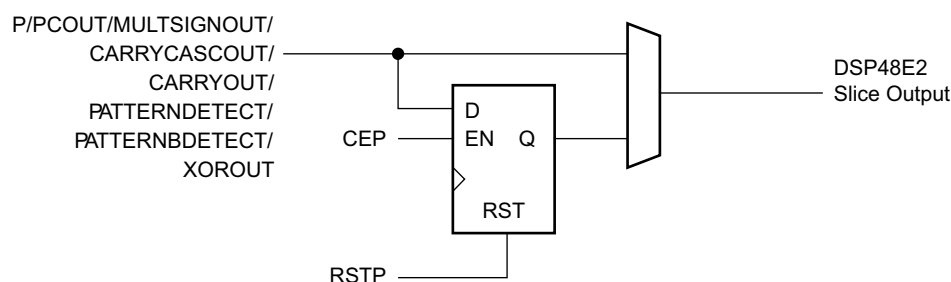 P/PCOUT/MULTSIGNOUT/
CARRYCASCOUT/
CARRYOUT/
PATTERNDETECT/
PATTERNBDETECT/
XOROUT
CEP
D
EN
Q
RST
RSTP
DSP48E2
Slice Output